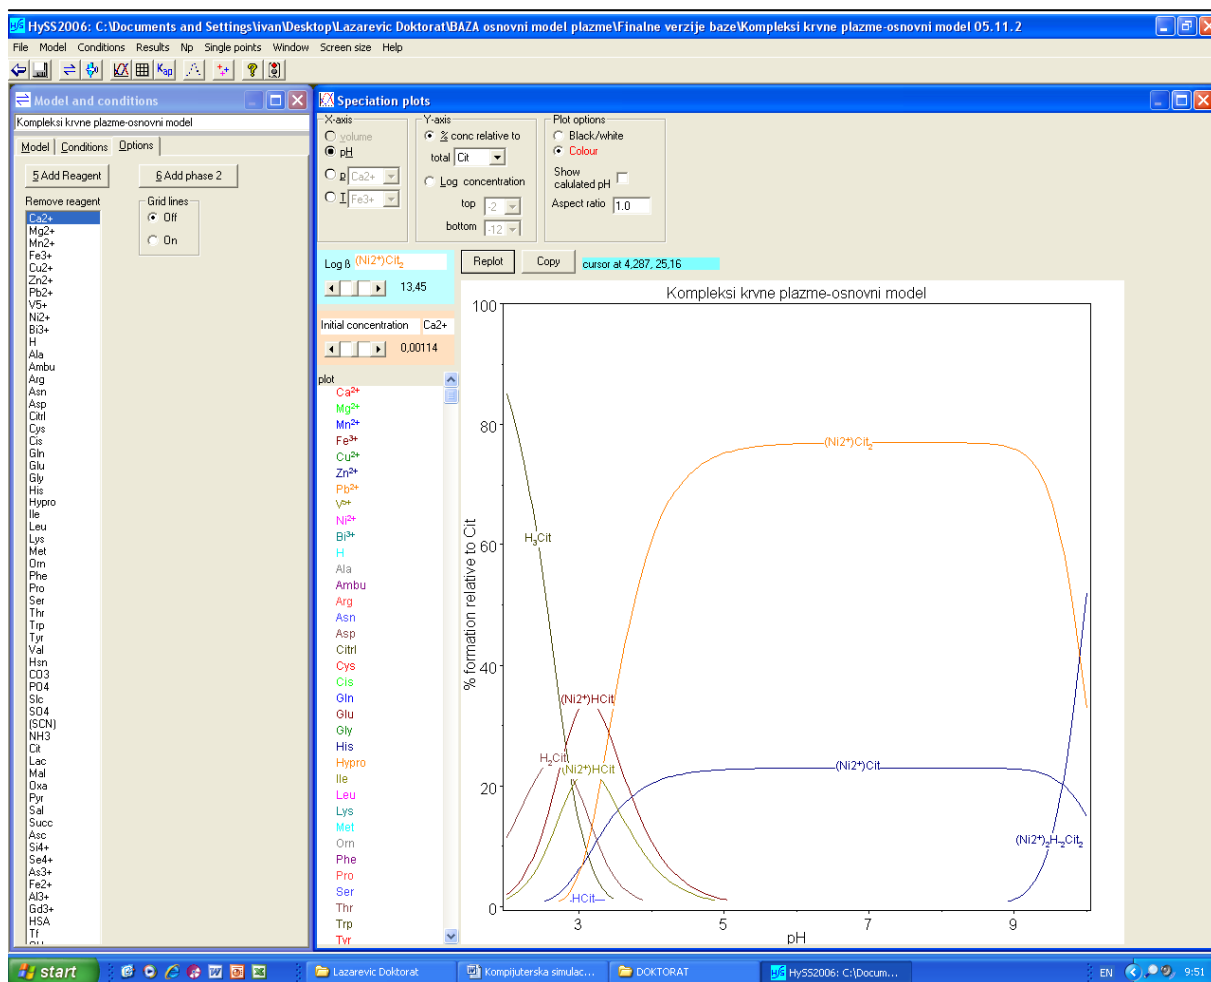 HySS2006: C:\Documents and Settings\ivan\Desktop\Lazarevic Doktorat\BAZA osnovni model plazme\Finalne verzije baze\Kompleksi krvne plazme-osnovni model 05.11.2
File Model Conditions Results Np Single points Window Screen size Help
Kap
Model and conditions
Kompleksi krvne plazme-osnovni model
Model Conditions Options
5 Add Reagent 6 Add phase 2
Remove reagent
Grid lines
Off
On
Ca2+
Mg2+
Mn2+
Fe3+
Cu2+
Zn2+
Pb2+
V5+
Ni2+
Bi3+
H
Ala
Ambu
Arg
Asn
Asp
Citrl
Cys
Cis
Gln
Glu
Gly
His
Hypro
Ile
Leu
Lys
Met
Orn
Phe
Pro
Ser
Thr
Trp
Tyr
Val
Hsn
CO3
PO4
Slc
SO4
(SCN)
NH3
Cit
Lac
Mal
Oxa
Pyr
Sal
Succ
Asc
Si4+
Se4+
As3+
Fe2+
Al3+
Gd3+
HSA
Tf
Speciation plots
X-axis
volume
pH
p Ca2+
T Fe3+
Y-axis
% conc relative to
total Cit
Log concentration
top -2
bottom -12
Plot options
Black/white
Colour
Show
calulated pH
Aspect ratio 1.0
Log ß (Ni2+)Cit₂
13,45
Replot Copy cursor at 4,287, 25,16
Initial concentration Ca2+
0,00114
plot
Ca²⁺
Mg²⁺
Mn²⁺
Fe³⁺
Cu²⁺
Zn²⁺
Pb²⁺
V⁵⁺
Ni²⁺
Bi³⁺
H
Ala
Ambu
Arg
Asn
Asp
Citrl
Cys
Cis
Gln
Glu
Gly
His
Hypro
Ile
Leu
Lys
Met
Orn
Phe
Pro
Ser
Thr
Trp
Tyr
Kompleksi krvne plazme-osnovni model
% formation relative to Cit
100
80
60
40
20
0
(Ni2⁺)Cit₂
H₃Cit
(Ni2⁺)HCit
H₂Cit
(Ni2⁺)HCit
(Ni2⁺)Cit
(Ni2⁺)₂H₋₂Cit₂
HCit
3 5 7 9
pH
start
Lazarevic Doktorat
Kompijuterska simulac...
DOKTORAT
HySS2006: C:\Docum...
EN
9:51